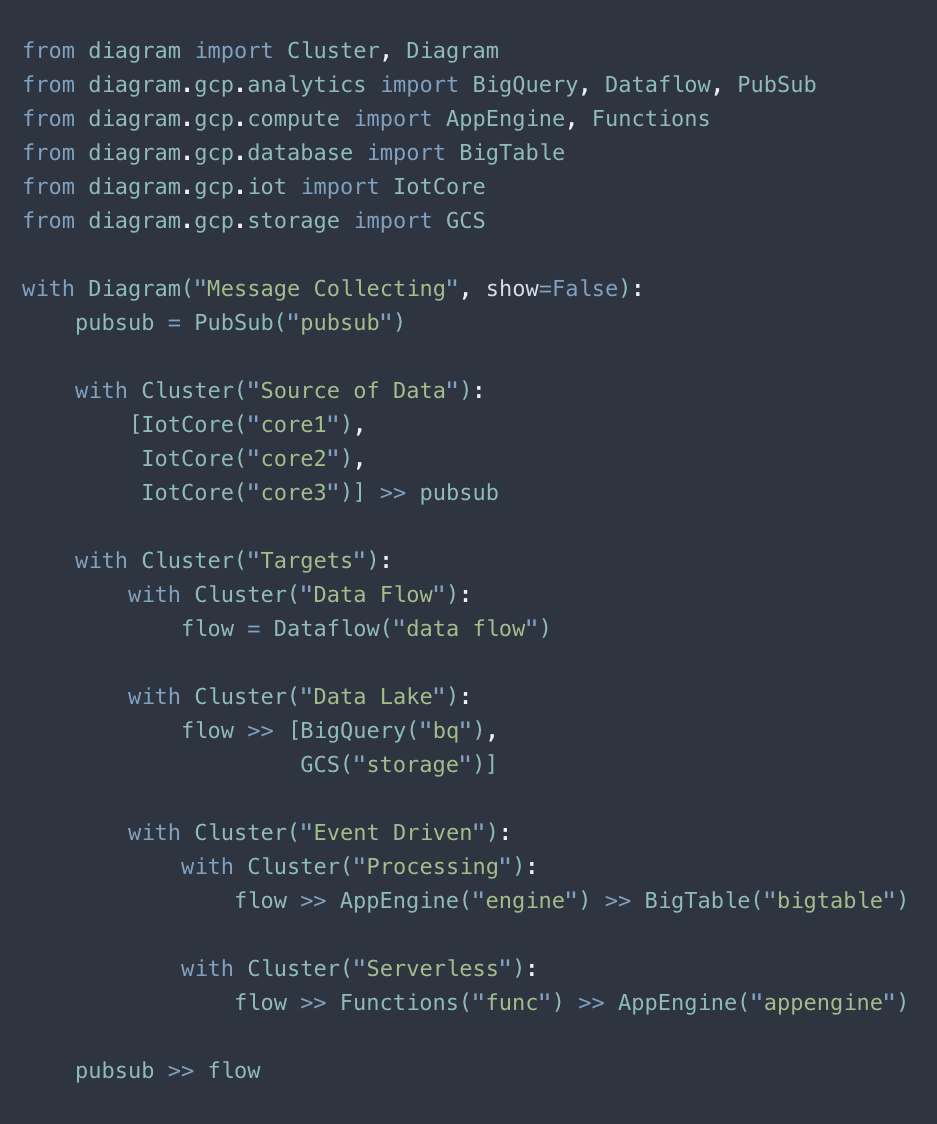 from diagram import Cluster, Diagram
from diagram.gcp.analytics import BigQuery, Dataflow, PubSub
from diagram.gcp.compute import AppEngine, Functions
from diagram.gcp.database import BigTable
from diagram.gcp.iot import IotCore
from diagram.gcp.storage import GCS

with Diagram("Message Collecting", show=False):
    pubsub = PubSub("pubsub")

    with Cluster("Source of Data"):
        [IotCore("core1"),
         IotCore("core2"),
         IotCore("core3")] >> pubsub

    with Cluster("Targets"):
        with Cluster("Data Flow"):
            flow = Dataflow("data flow")

        with Cluster("Data Lake"):
            flow >> [BigQuery("bq"),
                     GCS("storage")]

        with Cluster("Event Driven"):
            with Cluster("Processing"):
                flow >> AppEngine("engine") >> BigTable("bigtable")

            with Cluster("Serverless"):
                flow >> Functions("func") >> AppEngine("appengine")

    pubsub >> flow